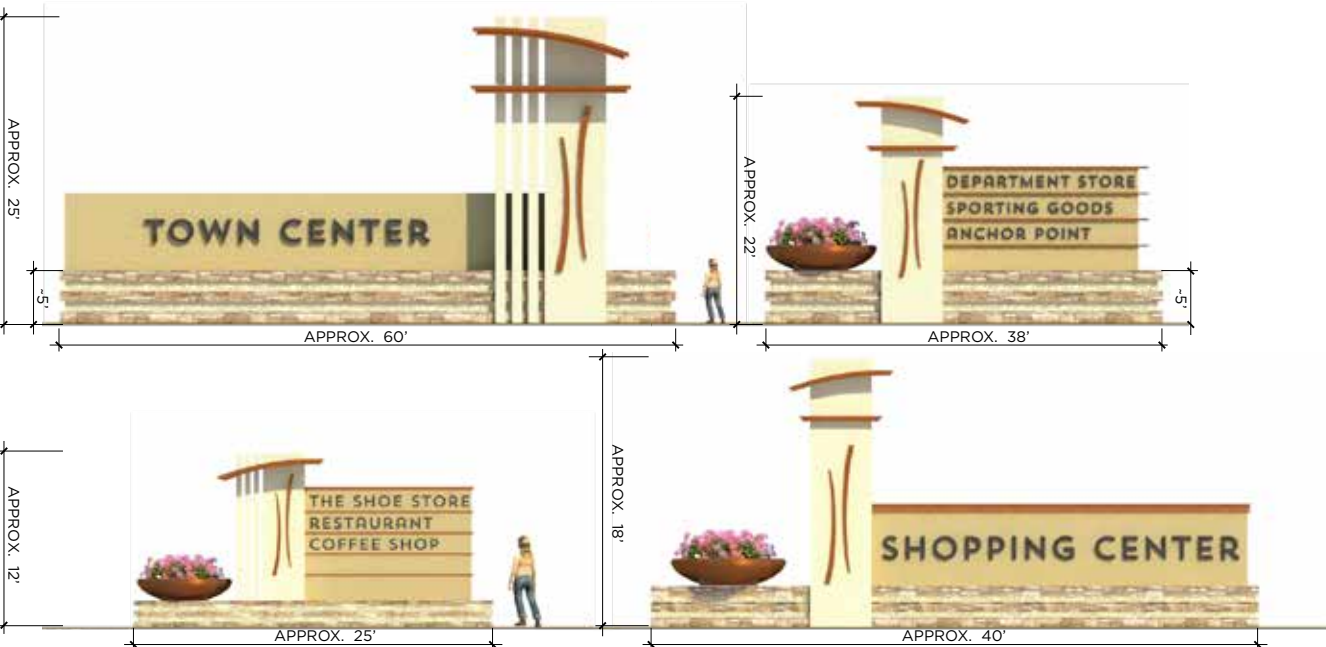 APPROX. 25'
TOWN CENTER
~5'
APPROX. 60'
APPROX. 22'
DEPARTMENT STORE
SPORTING GOODS
ANCHOR POINT
~5'
APPROX. 38'
APPROX. 12'
THE SHOE STORE
RESTAURANT
COFFEE SHOP
APPROX. 25'
APPROX. 18'
SHOPPING CENTER
APPROX. 40'